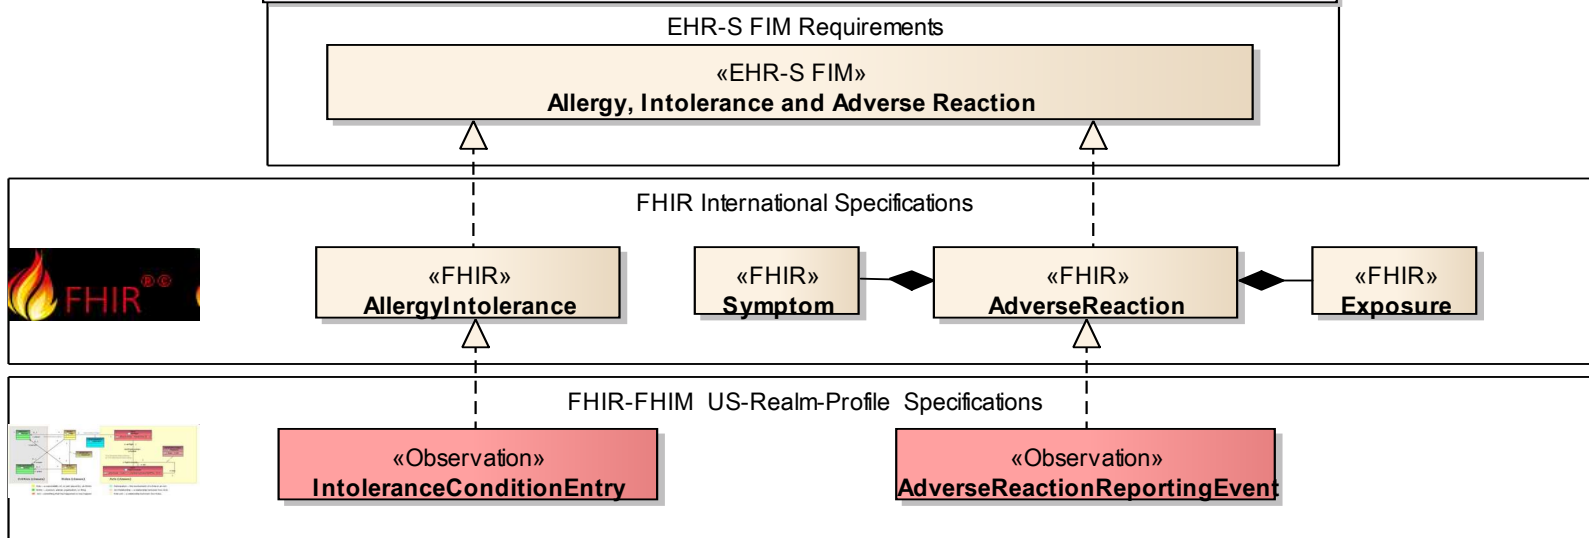 EHR-S FIM Requirements
«EHR-S FIM»
Allergy, Intolerance and Adverse Reaction
FHIR International Specifications
FHIR®©
«FHIR»
AllergyIntolerance
«FHIR»
Symptom
«FHIR»
AdverseReaction
«FHIR»
Exposure
FHIR-FHIM US-Realm-Profile Specifications
«Observation»
IntoleranceConditionEntry
«Observation»
AdverseReactionReportingEvent